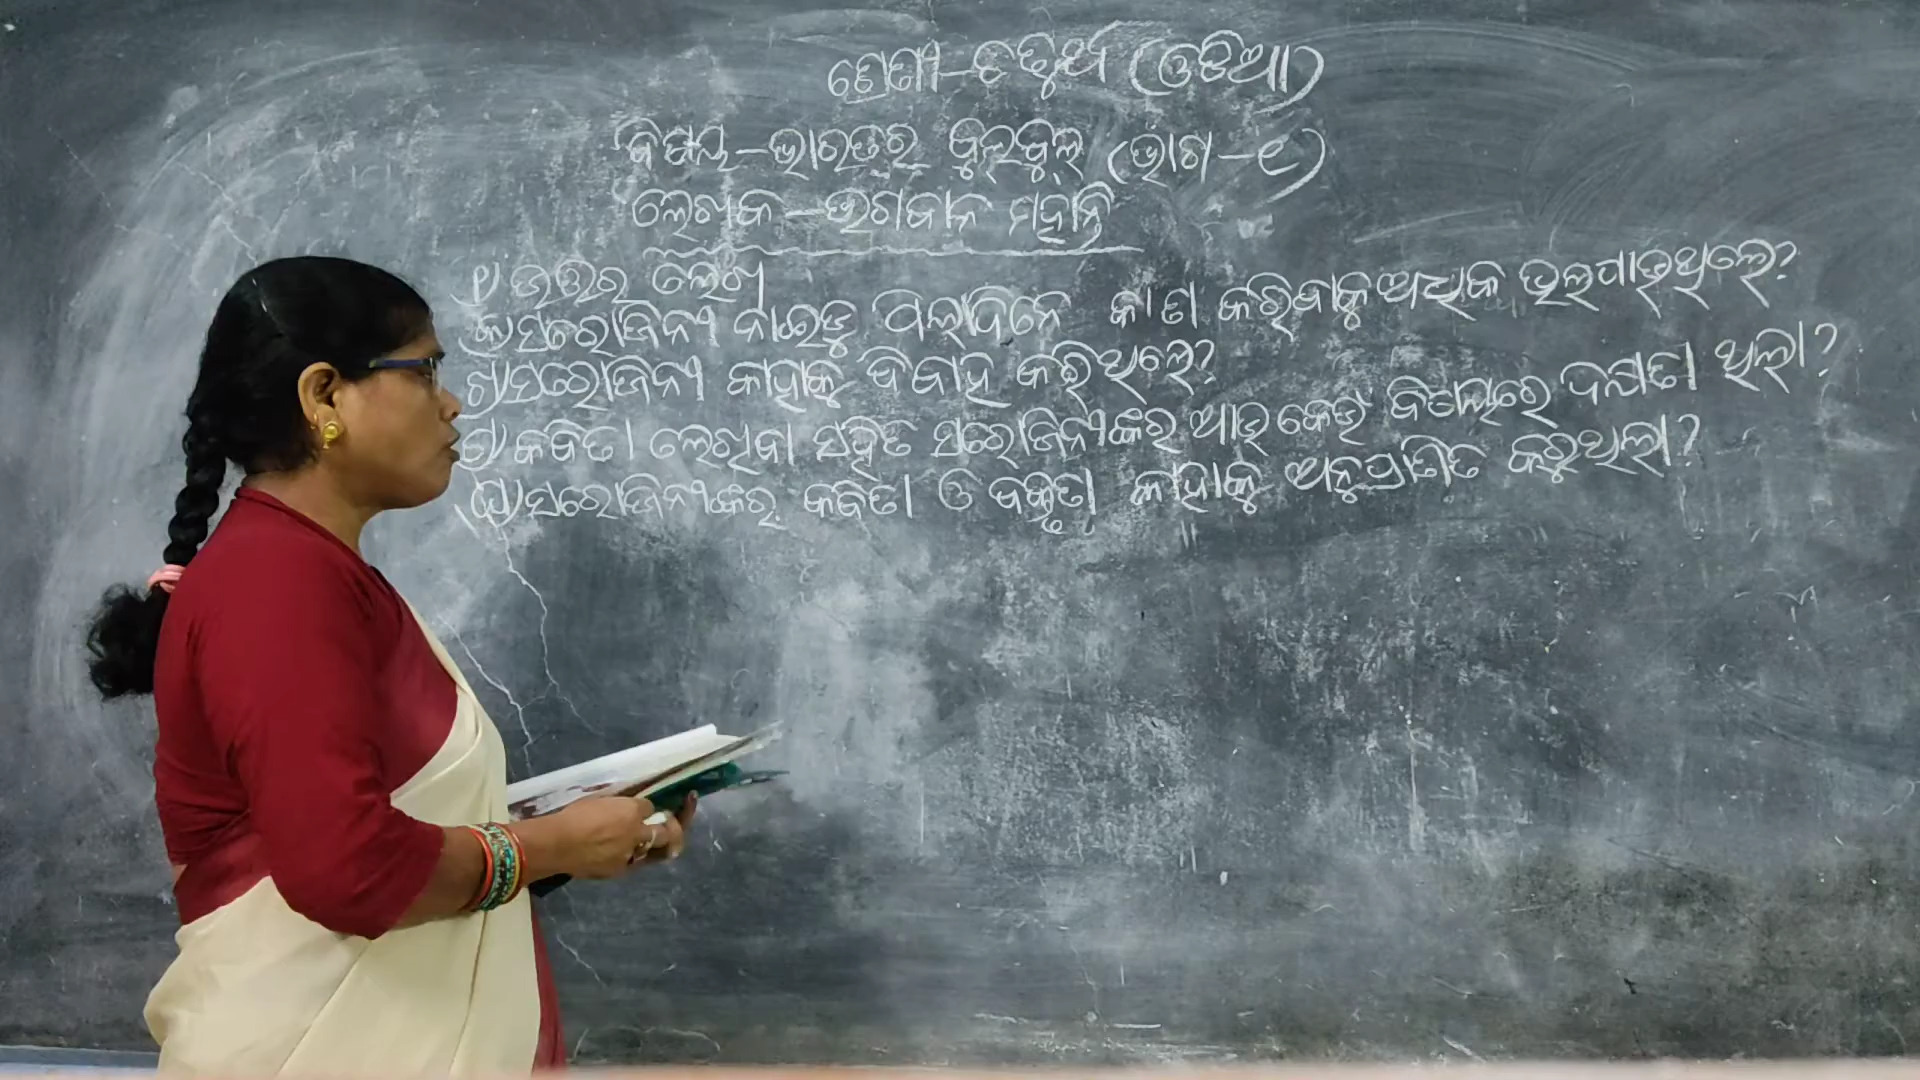 ଶ୍ରେଣୀ-ଚତୁର୍ଥ (ଓଡିଆ)
ବିଷୟ-ଭାରତର ବୁଲବୁଲ୍ (ଭାଗ-୧)
ଲେଖକ-ଭଗବାନ ମହାନ୍ତି
୧) ଉତ୍ତର ଲେଖ
କ) ସରୋଜିନୀ ନାଇଡୁ ପିଲାଦିନେ କ'ଣ କରିବାକୁ ଅଧିକ ଭଲପାଉଥିଲେ?
ଖ) ସରୋଜିନୀ କାହାକୁ ବିବାହ କରିଥିଲେ?
ଗ) କବିତା ଲେଖିବା ସହିତ ସରୋଜିନୀଙ୍କର ଆଉ କେଉଁ ବିଷୟରେ ଦକ୍ଷତା ଥିଲା?
ଘ) ସରୋଜିନୀଙ୍କର କବିତା ଓ ବକ୍ତୃତା କାହାକୁ ଅନୁପ୍ରାଣିତ କରୁଥିଲା?